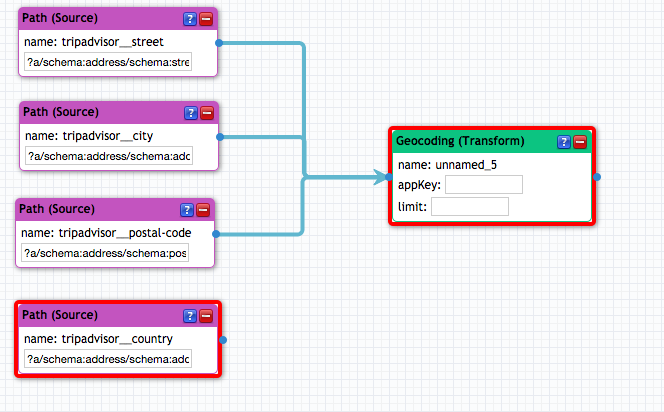 Path (Source) ?
name: tripadvisor__street
?a/schema:address/schema:stre
Path (Source) ?
name: tripadvisor__city
?a/schema:address/schema:adc
Path (Source) ?
name: tripadvisor__postal-code
?a/schema:address/schema:pos
Path (Source) ?
name: tripadvisor__country
?a/schema:address/schema:adc
Geocoding (Transform) ?
name: unnamed_5
appKey:
limit: